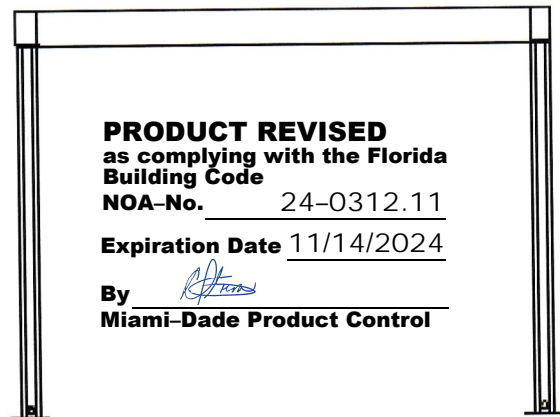 PRODUCT REVISED
as complying with the Florida
Building Code
NOA–No. 24–0312.11
Expiration Date 11/14/2024
By
Miami–Dade Product Control